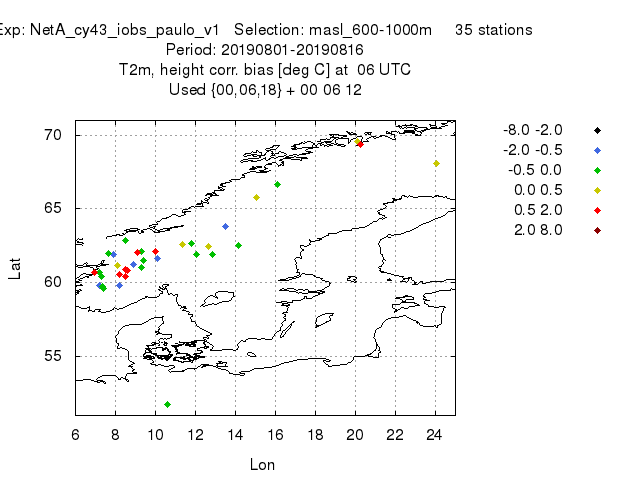 Exp: NetA_cy43_iobs_paulo_v1 Selection: masl_600-1000m 35 stations
Period: 20190801-20190816
T2m, height corr. bias [deg C] at 06 UTC
Used {00,06,18} + 00 06 12
-8.0 -2.0
-2.0 -0.5
-0.5 0.0
0.0 0.5
0.5 2.0
2.0 8.0
70
65
60
55
Lat
6 8 10 12 14 16 18 20 22 24
Lon